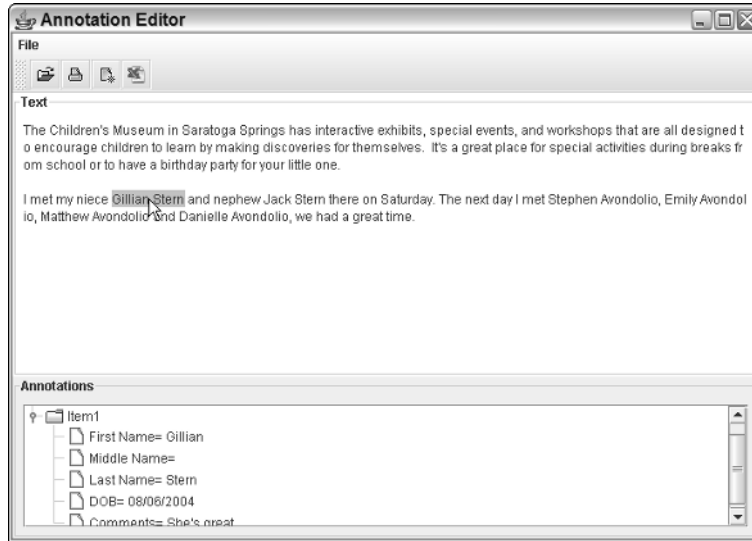 Annotation Editor
File
Text
The Children's Museum in Saratoga Springs has interactive exhibits, special events, and workshops that are all designed t
o encourage children to learn by making discoveries for themselves.  It's a great place for special activities during breaks fr
om school or to have a birthday party for your little one.
I met my niece Gillian Stern and nephew Jack Stern there on Saturday. The next day I met Stephen Avondolio, Emily Avondol
io, Matthew Avondolio and Danielle Avondolio, we had a great time.
Annotations
Item1
First Name= Gillian
Middle Name=
Last Name= Stern
DOB= 08/06/2004
Comments= She's great